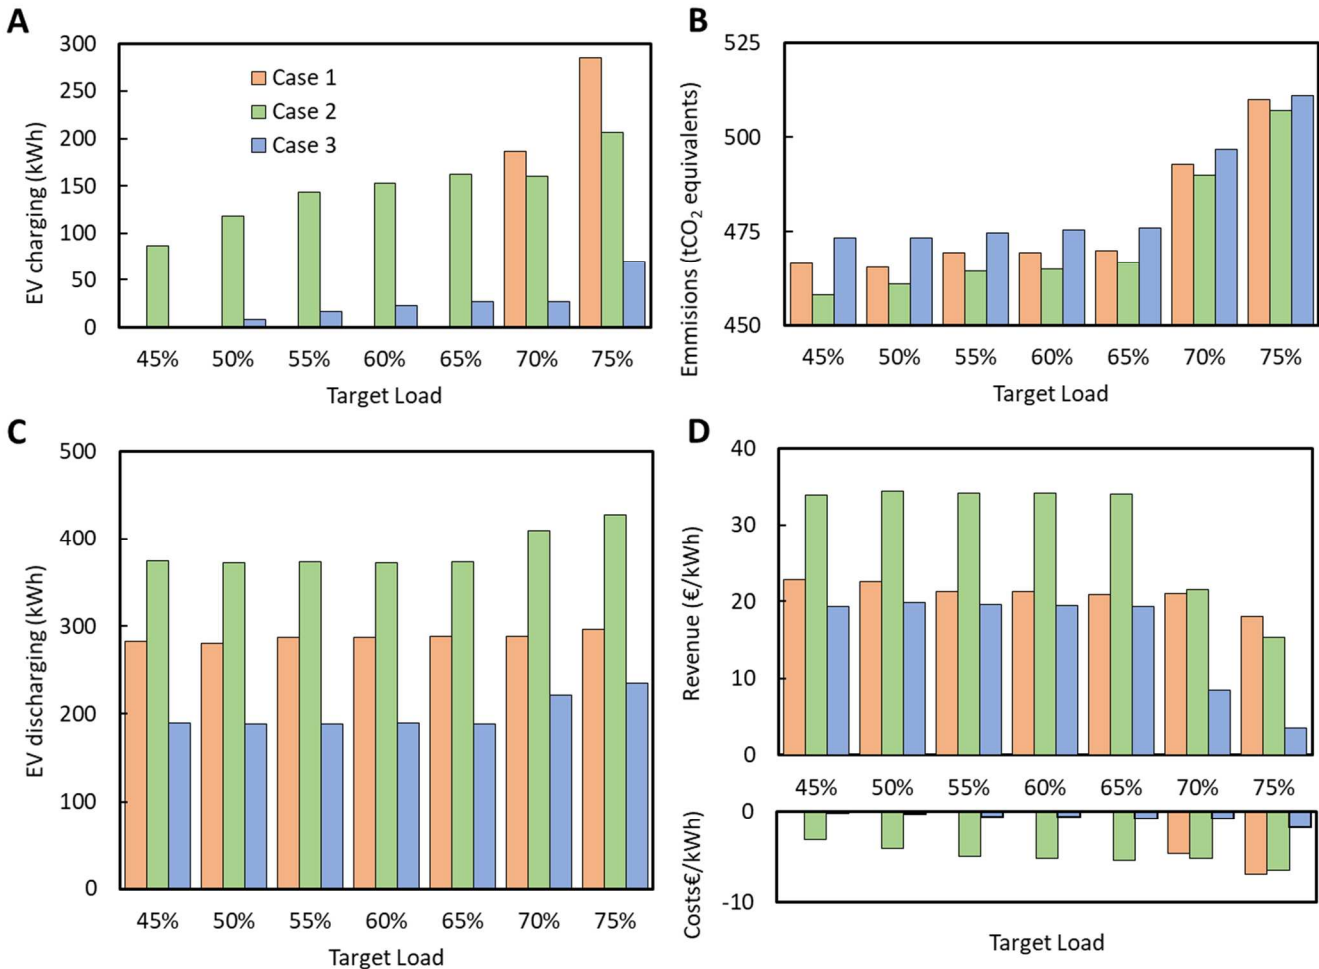 A
300
250
200
150
100
50
0
EV charging (kWh)
Case 1
Case 2
Case 3
45% 50% 55% 60% 65% 70% 75%
Target Load
B
525
500
475
450
Emmisions (tCO2 equivalents)
45% 50% 55% 60% 65% 70% 75%
Target Load
C
500
400
300
200
100
0
EV discharging (kWh)
45% 50% 55% 60% 65% 70% 75%
Target Load
D
40
30
20
10
0
Revenue (€/kWh)
45% 50% 55% 60% 65% 70% 75%
0
-10
Costs€/kWh)
Target Load